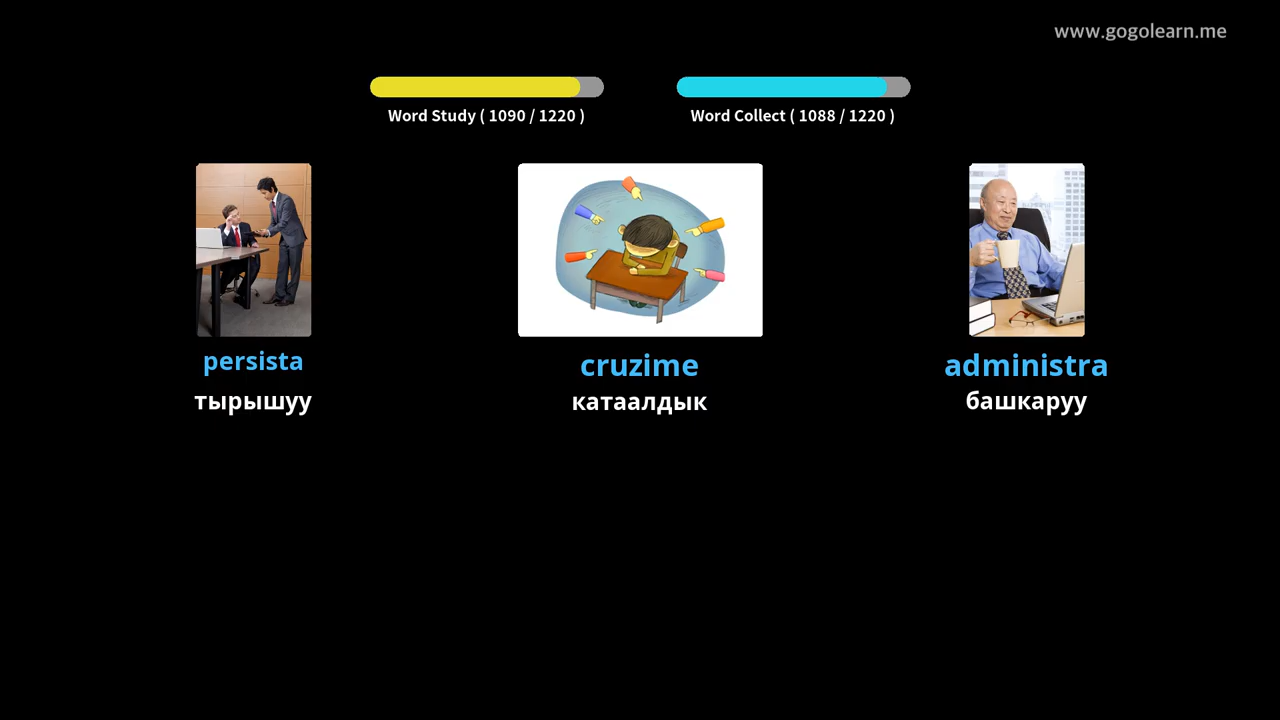 www.gogolearn.me
Word Study ( 1090 / 1220 )
Word Collect ( 1088 / 1220 )
persista
тырышуу
cruzime
катаалдык
administra
башкаруу